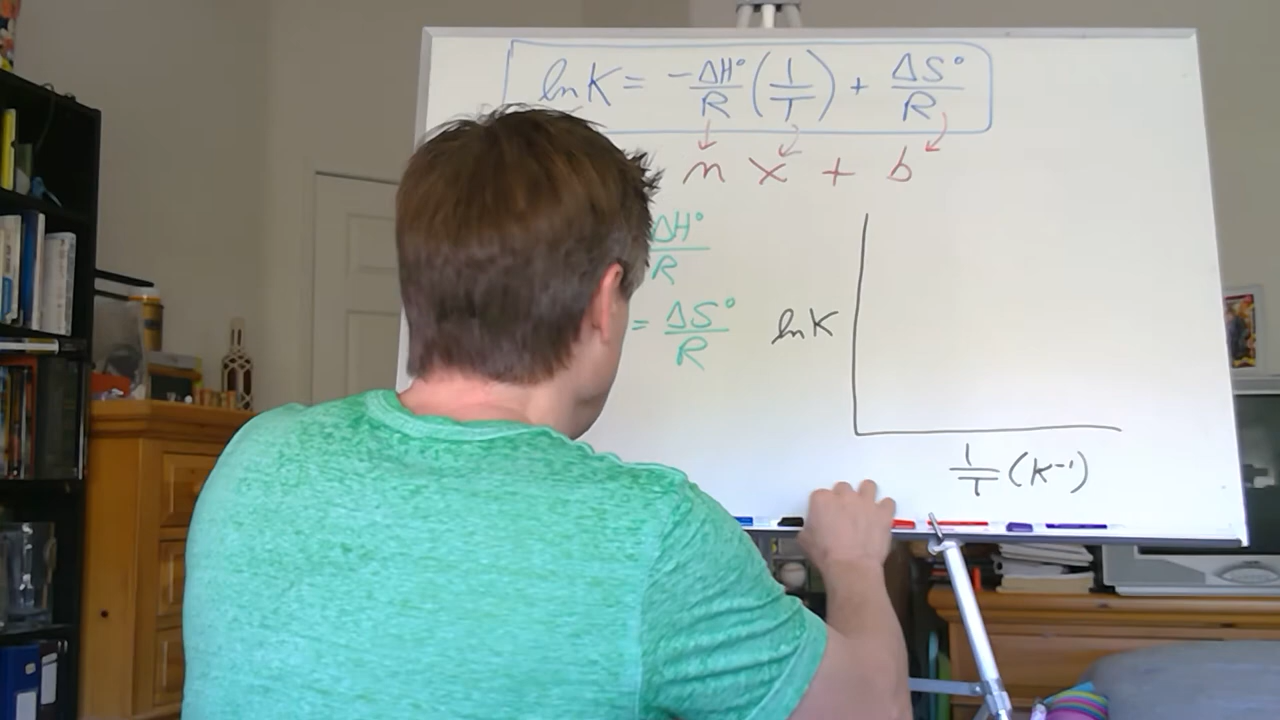 ln K = -ΔH°/R (1/T) + ΔS°/R
m x + b
ΔH°/R
= ΔS°/R
ln K
1/T (K⁻¹)